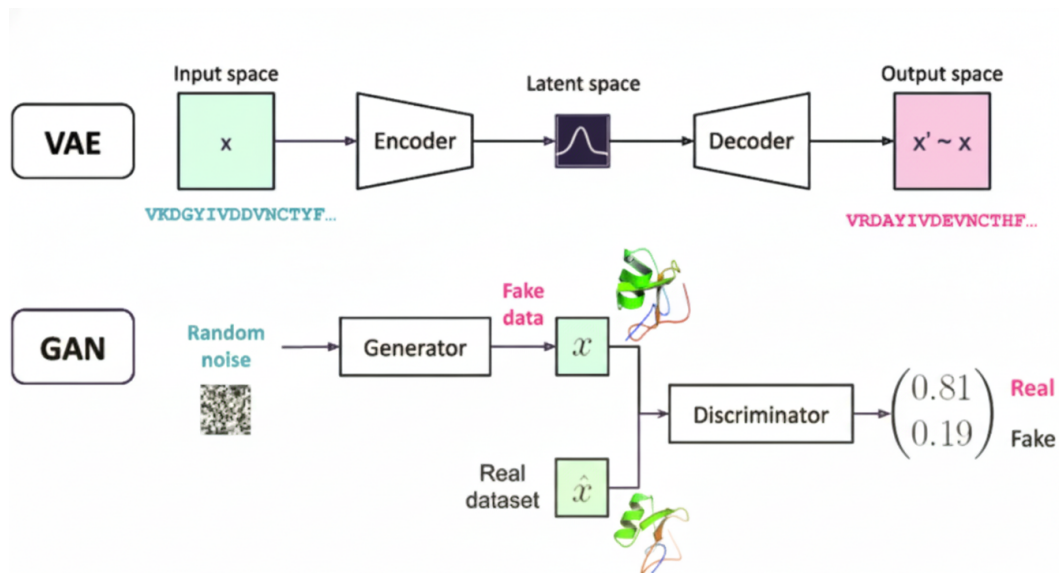 VAE
Input space
x
VKDGYIVDDVNCTYF...
Encoder
Latent space
Decoder
Output space
x' ~ x
VRDAYIVDEVNCTHF...
GAN
Random
noise
Generator
Fake
data
x
Real
dataset
x̂
Discriminator
0.81 Real
0.19 Fake